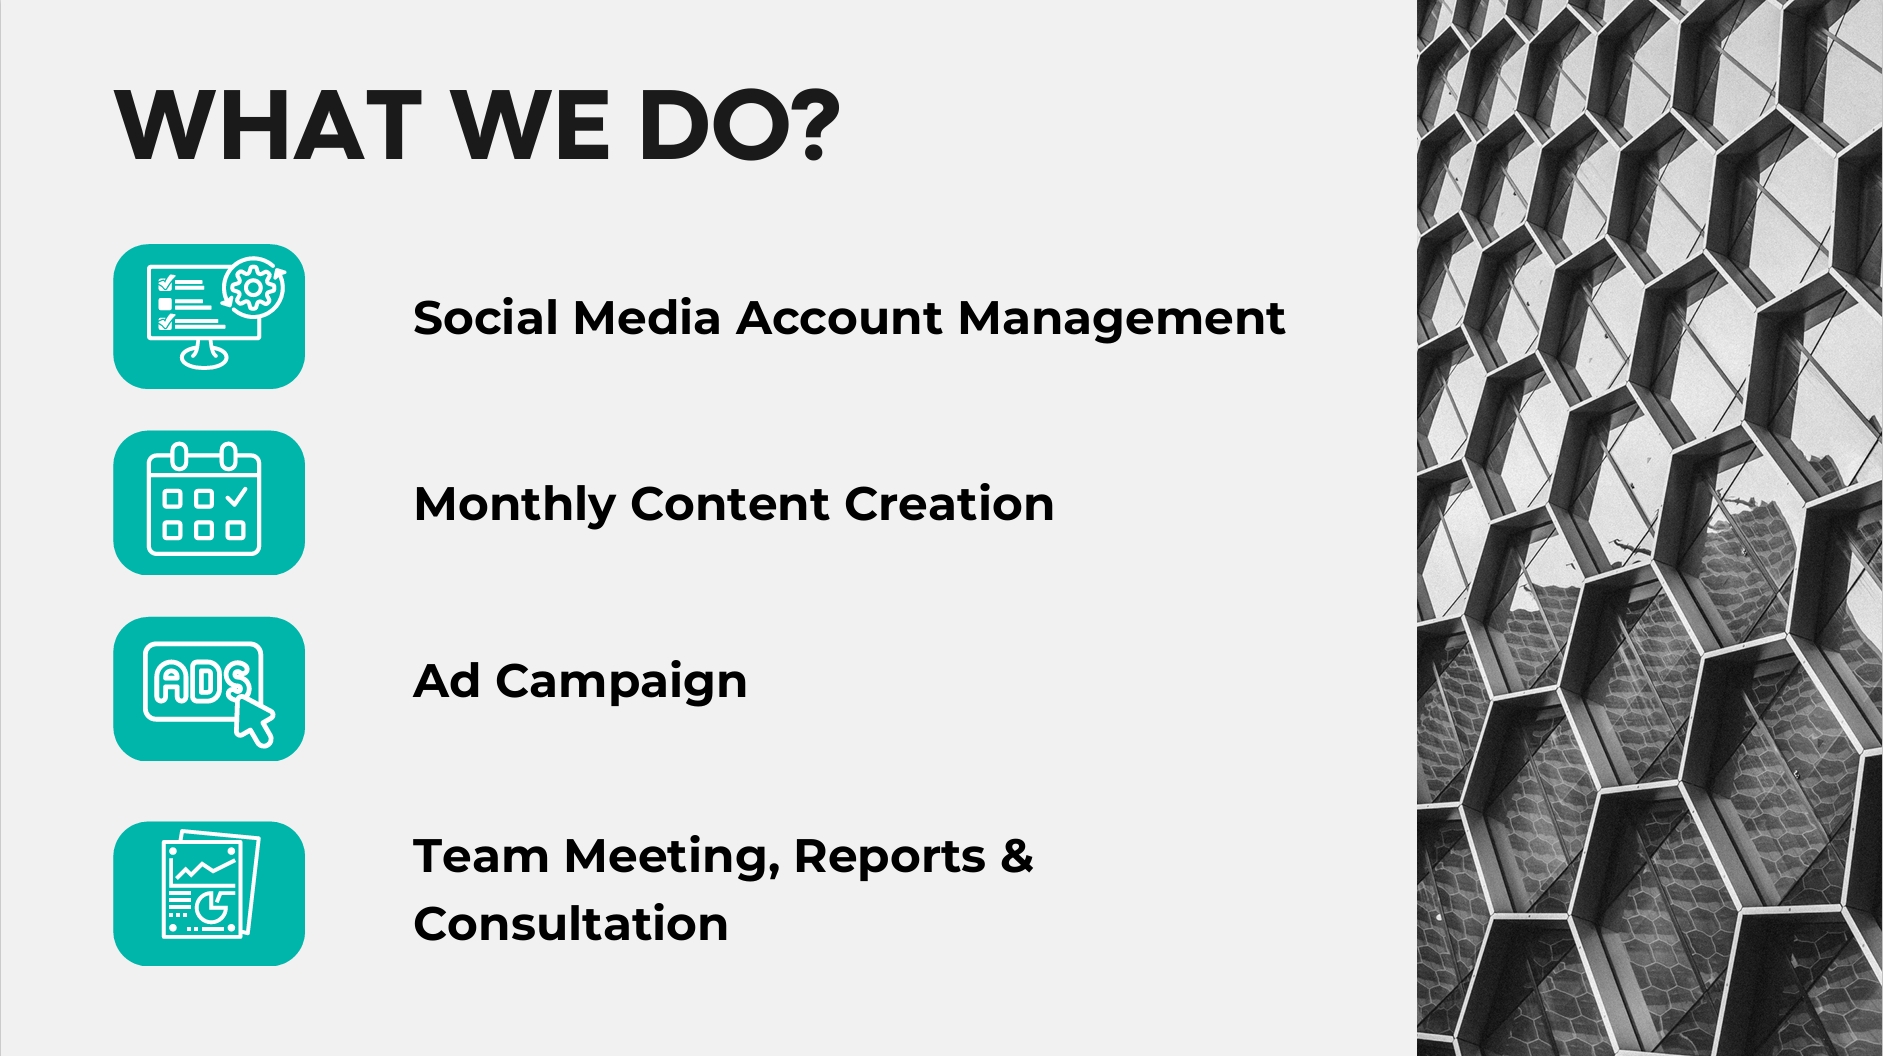 WHAT WE DO?
Social Media Account Management
Monthly Content Creation
ADS
Ad Campaign
Team Meeting, Reports &
Consultation